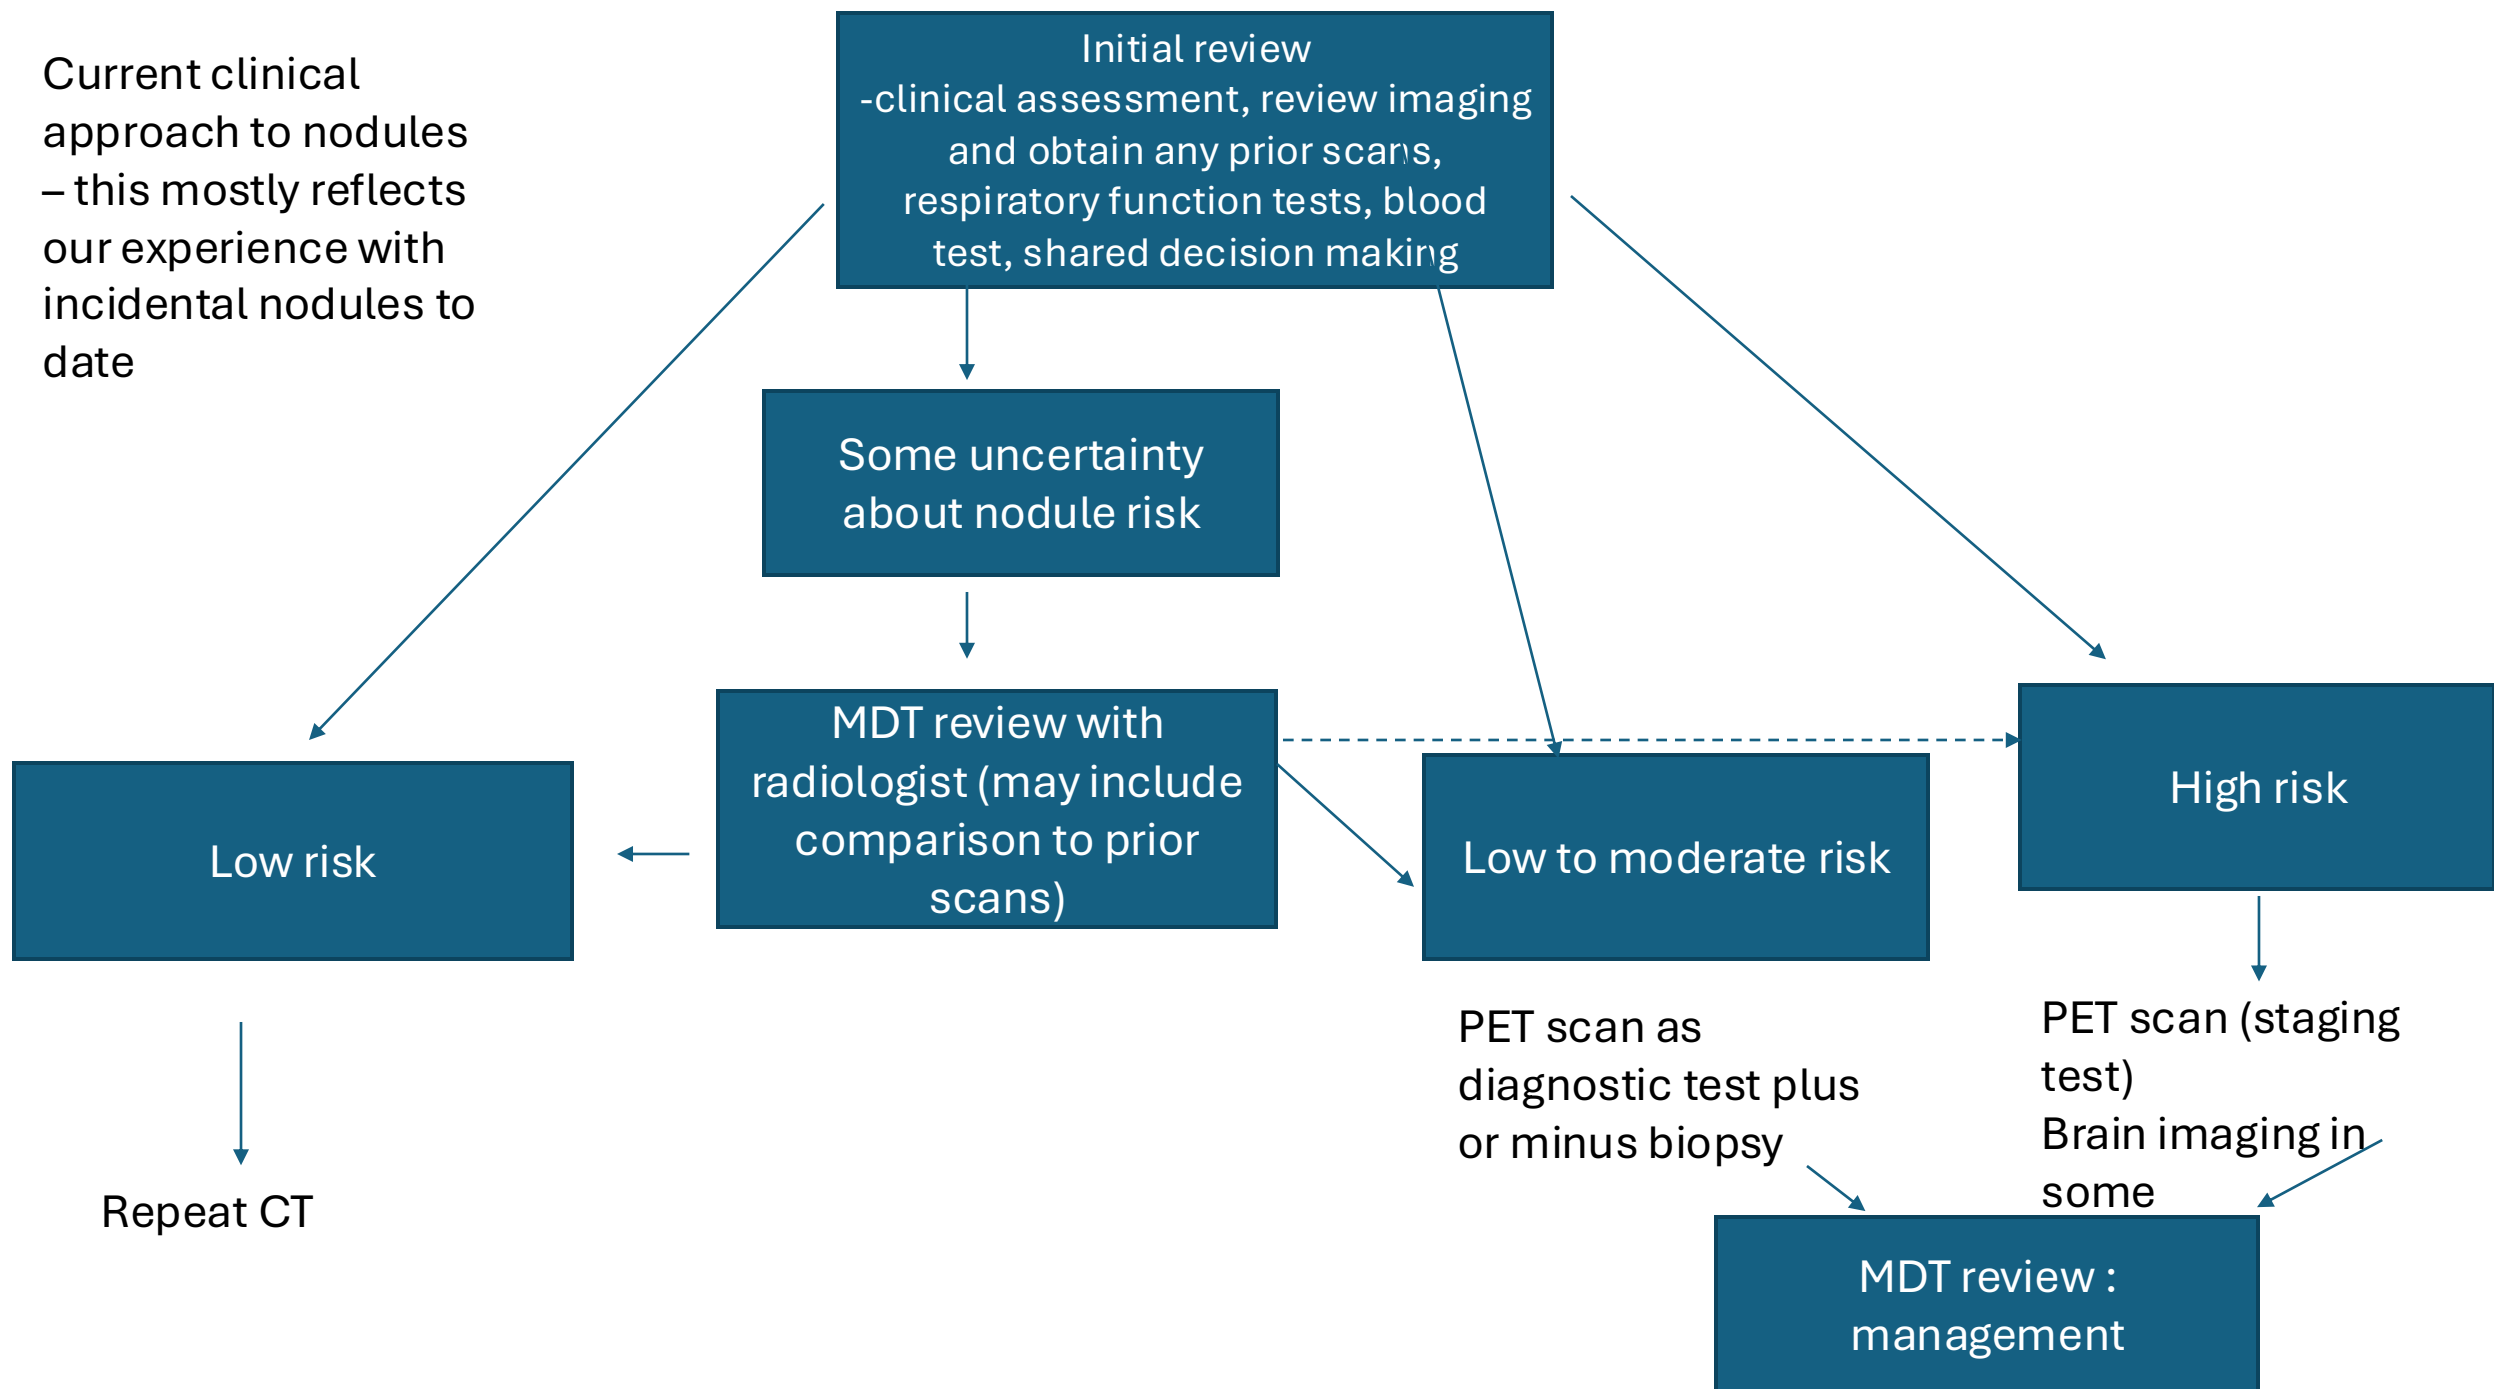 Current clinical
approach to nodules
– this mostly reflects
our experience with
incidental nodules to
date
Initial review
-clinical assessment, review imaging
and obtain any prior scans,
respiratory function tests, blood
test, shared decision making
Some uncertainty
about nodule risk
MDT review with
radiologist (may include
comparison to prior
scans)
Low risk
Low to moderate risk
High risk
Repeat CT
PET scan as
diagnostic test plus
or minus biopsy
PET scan (staging
test)
Brain imaging in
some
MDT review :
management